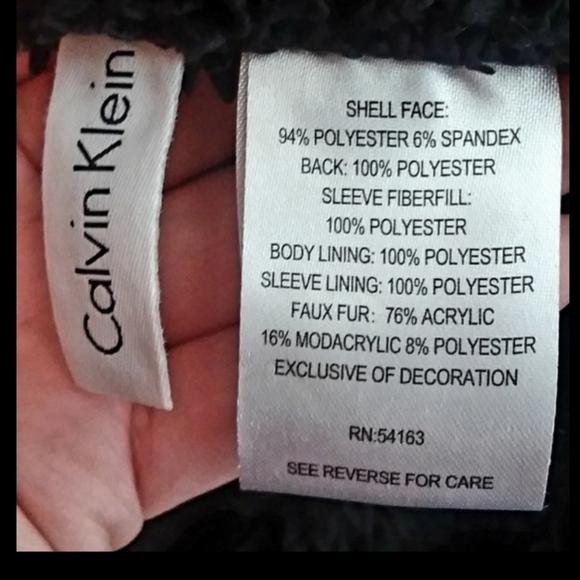 Calvin Klein
SHELL FACE:
94% POLYESTER 6% SPANDEX
BACK: 100% POLYESTER
SLEEVE FIBERFILL:
100% POLYESTER
BODY LINING: 100% POLYESTER
SLEEVE LINING: 100% POLYESTER
FAUX FUR: 76% ACRYLIC
16% MODACRYLIC 8% POLYESTER
EXCLUSIVE OF DECORATION
RN:54163
SEE REVERSE FOR CARE